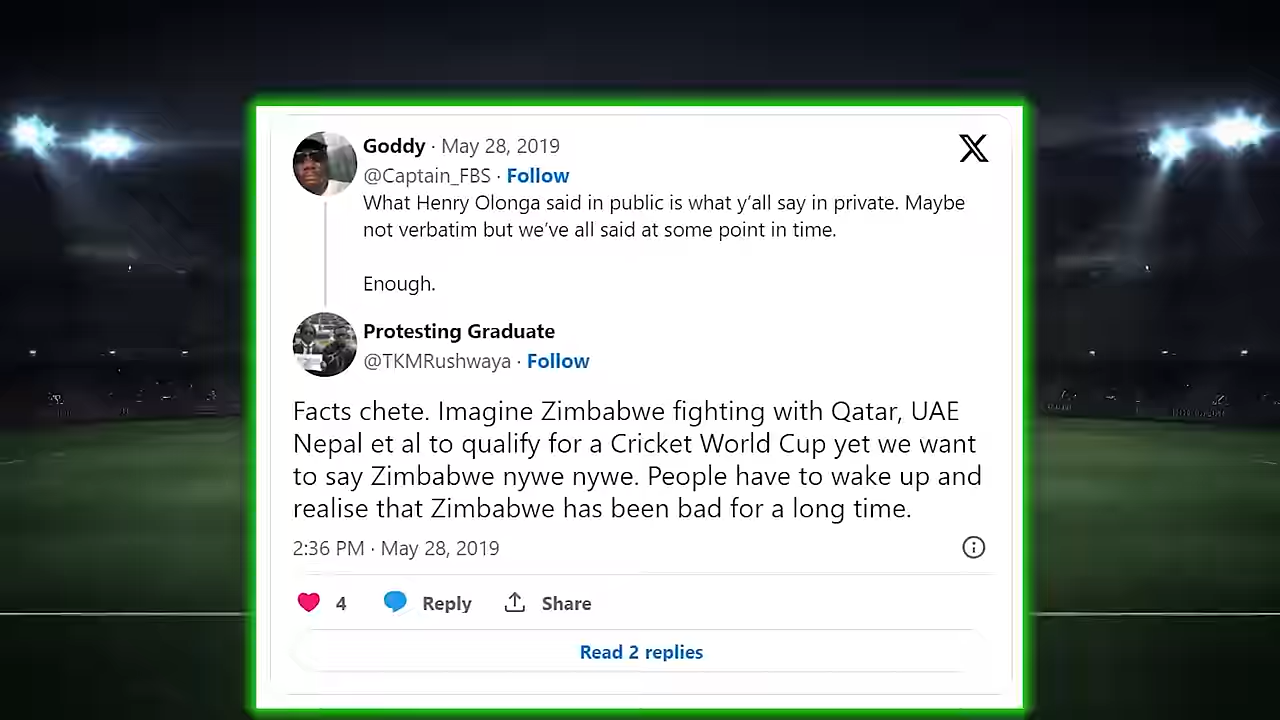 Goddy · May 28, 2019
@Captain_FBS · Follow
What Henry Olonga said in public is what y’all say in private. Maybe
not verbatim but we’ve all said at some point in time.
Enough.
Protesting Graduate
@TKMRushwaya · Follow
Facts chete. Imagine Zimbabwe fighting with Qatar, UAE
Nepal et al to qualify for a Cricket World Cup yet we want
to say Zimbabwe nywe nywe. People have to wake up and
realise that Zimbabwe has been bad for a long time.
2:36 PM · May 28, 2019
4 Reply Share
Read 2 replies